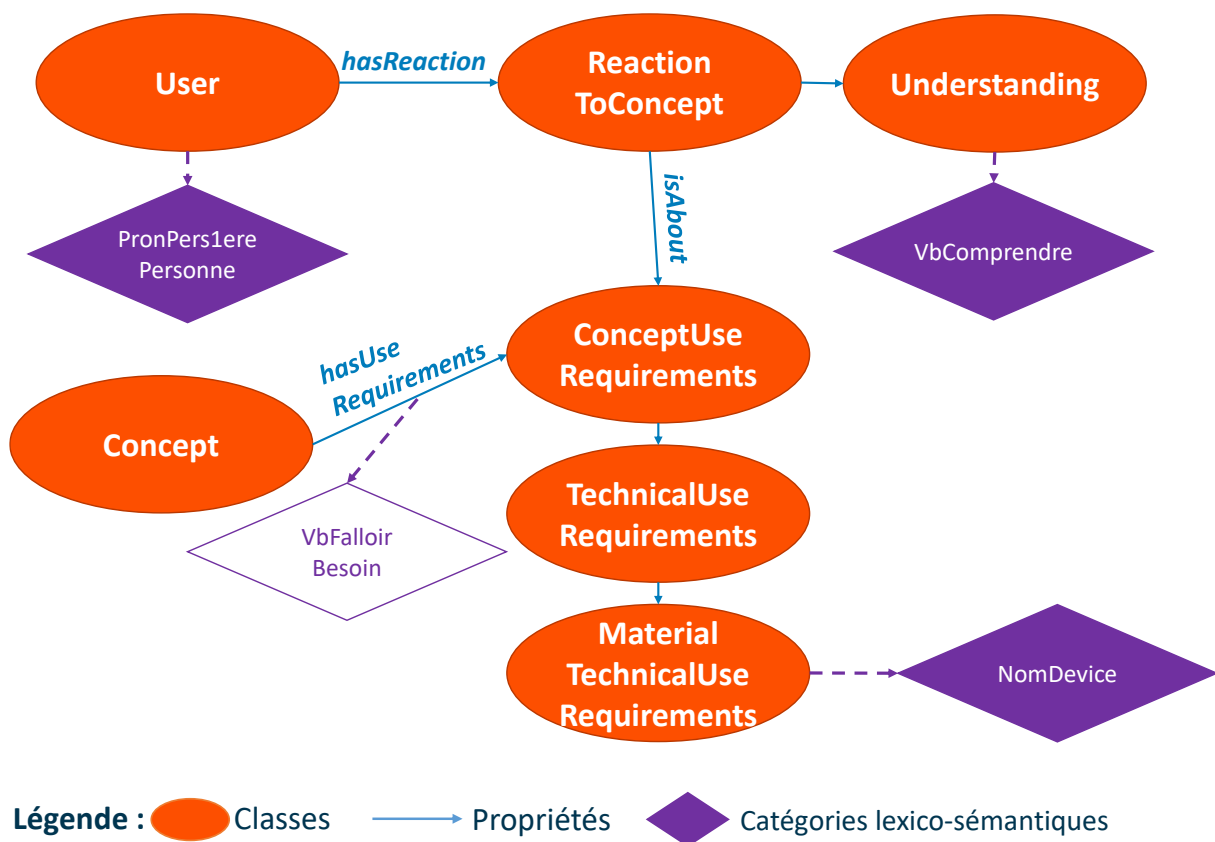 User
hasReaction
Reaction
ToConcept
Understanding
PronPers1ere
Personne
isAbout
VbComprendre
hasUse
Requirements
ConceptUse
Requirements
Concept
TechnicalUse
Requirements
VbFalloir
Besoin
Material
TechnicalUse
Requirements
NomDevice
Légende : Classes Propriétés Catégories lexico-sémantiques